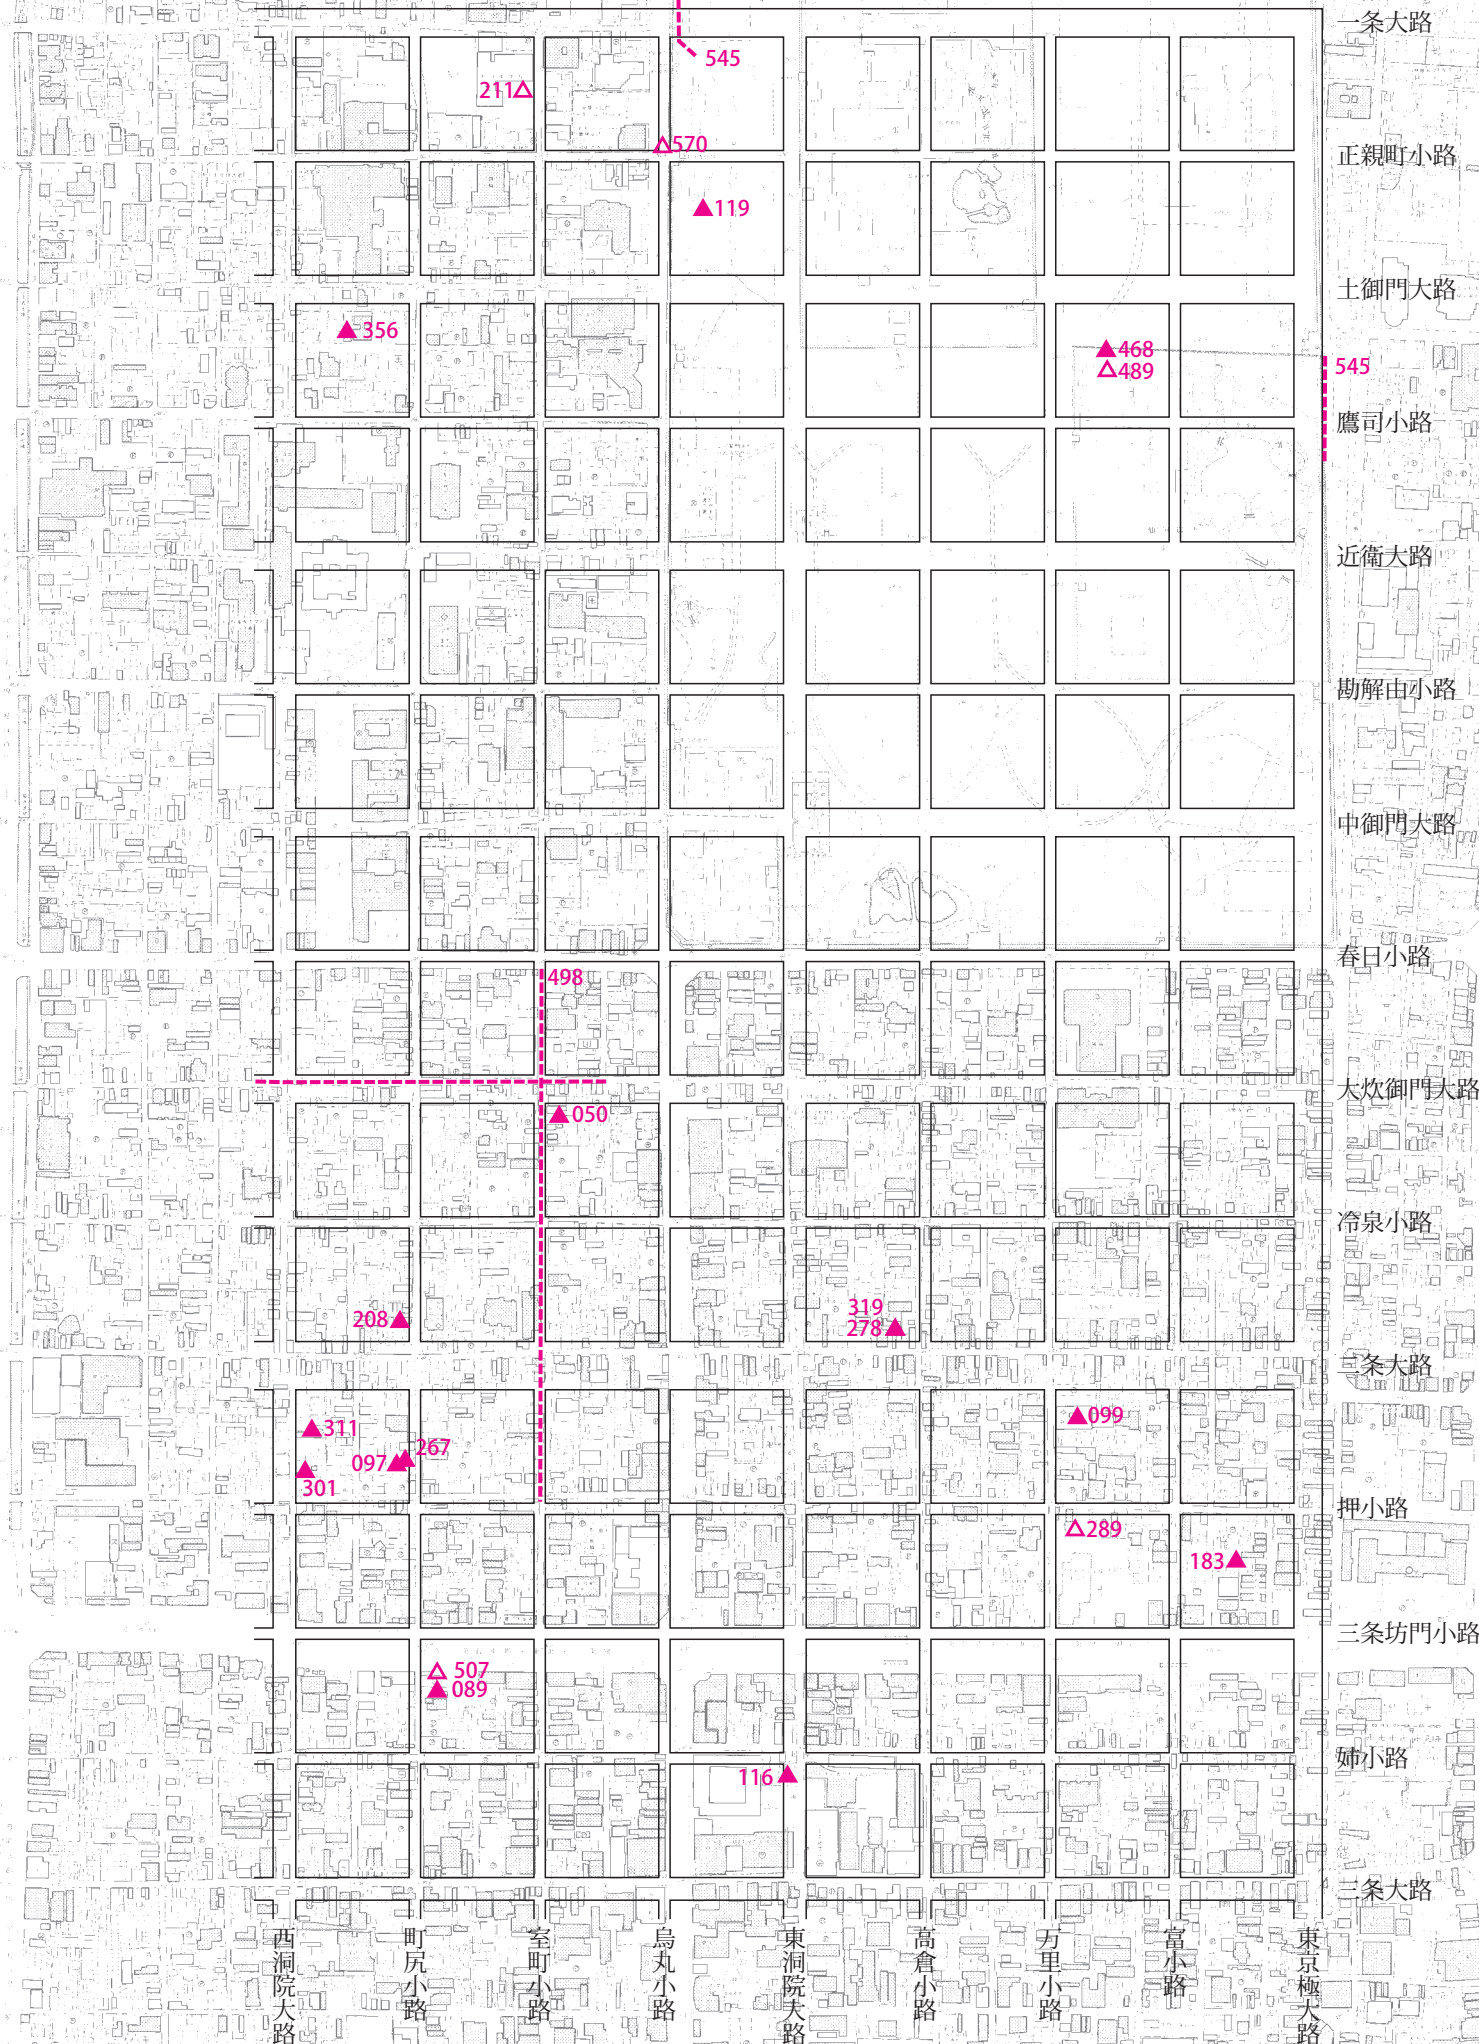 一条大路
545
211
570
正親町小路
119
土御門大路
356
468
489
545
鷹司小路
近衛大路
勘解由小路
中御門大路
春日小路
498
大炊御門大路
050
冷泉小路
208
319
278
二条大路
311
099
267
097
301
押小路
289
183
三条坊門小路
507
089
姉小路
116
三条大路
西洞院大路
町尻小路
室町小路
烏丸小路
東洞院大路
高倉小路
万里小路
富小路
東京極大路